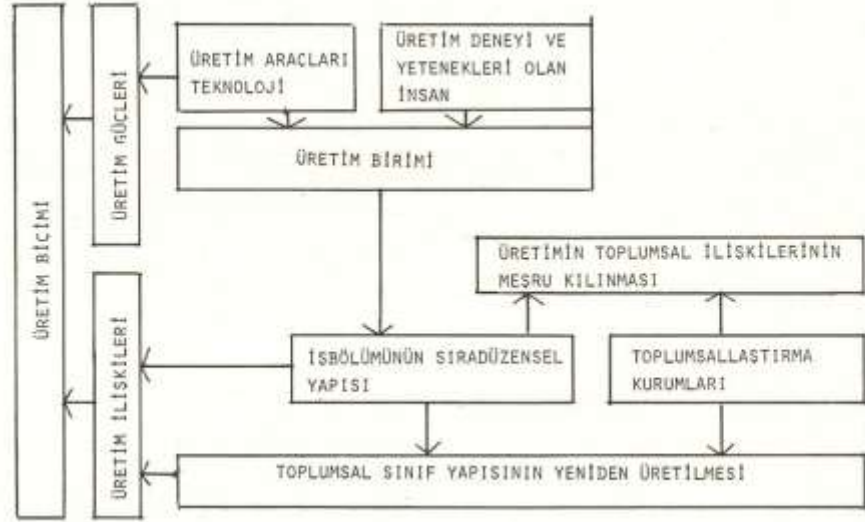 ÜRETİM BİÇİMİ
ÜRETİM GÜÇLERİ
ÜRETİM ARAÇLARI
TEKNOLOJİ
ÜRETİM DENEYİ VE
YETENEKLERİ OLAN
İNSAN
ÜRETİM BİRİMİ
ÜRETİMİN TOPLUMSAL İLİŞKİLERİNİN
MEŞRU KILINMASI
ÜRETİM İLİŞKİLERİ
İŞBÖLÜMÜNÜN SIRADÜZENSEL
YAPISI
TOPLUMSALLAŞTIRMA
KURUMLARI
TOPLUMSAL SINIF YAPISININ YENİDEN ÜRETİLMESİ